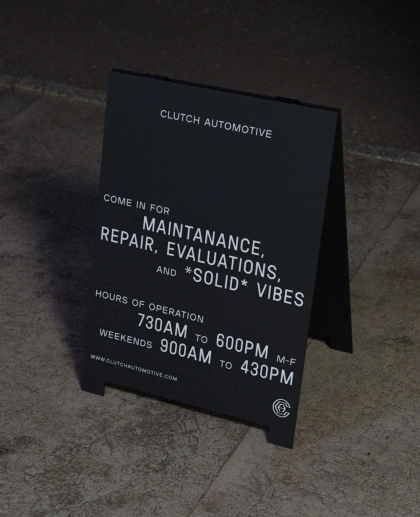 CLUTCH AUTOMOTIVE
COME IN FOR
MAINTANANCE,
REPAIR, EVALUATIONS,
AND *SOLID* VIBES
HOURS OF OPERATION
730AM TO 600PM M-F
WEEKENDS 900AM TO 430PM
WWW.CLUTCHAUTOMOTIVE.COM